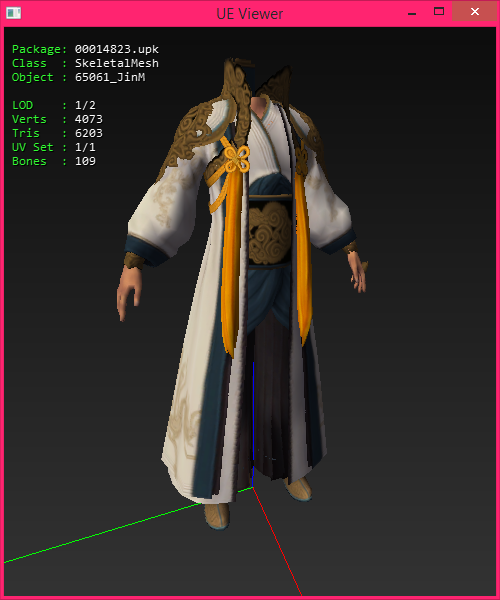 UE Viewer
Package: 00014823.upk
Class  : SkeletalMesh
Object : 65061_JinM
LOD    : 1/2
Verts  : 4073
Tris   : 6203
UV Set : 1/1
Bones  : 109